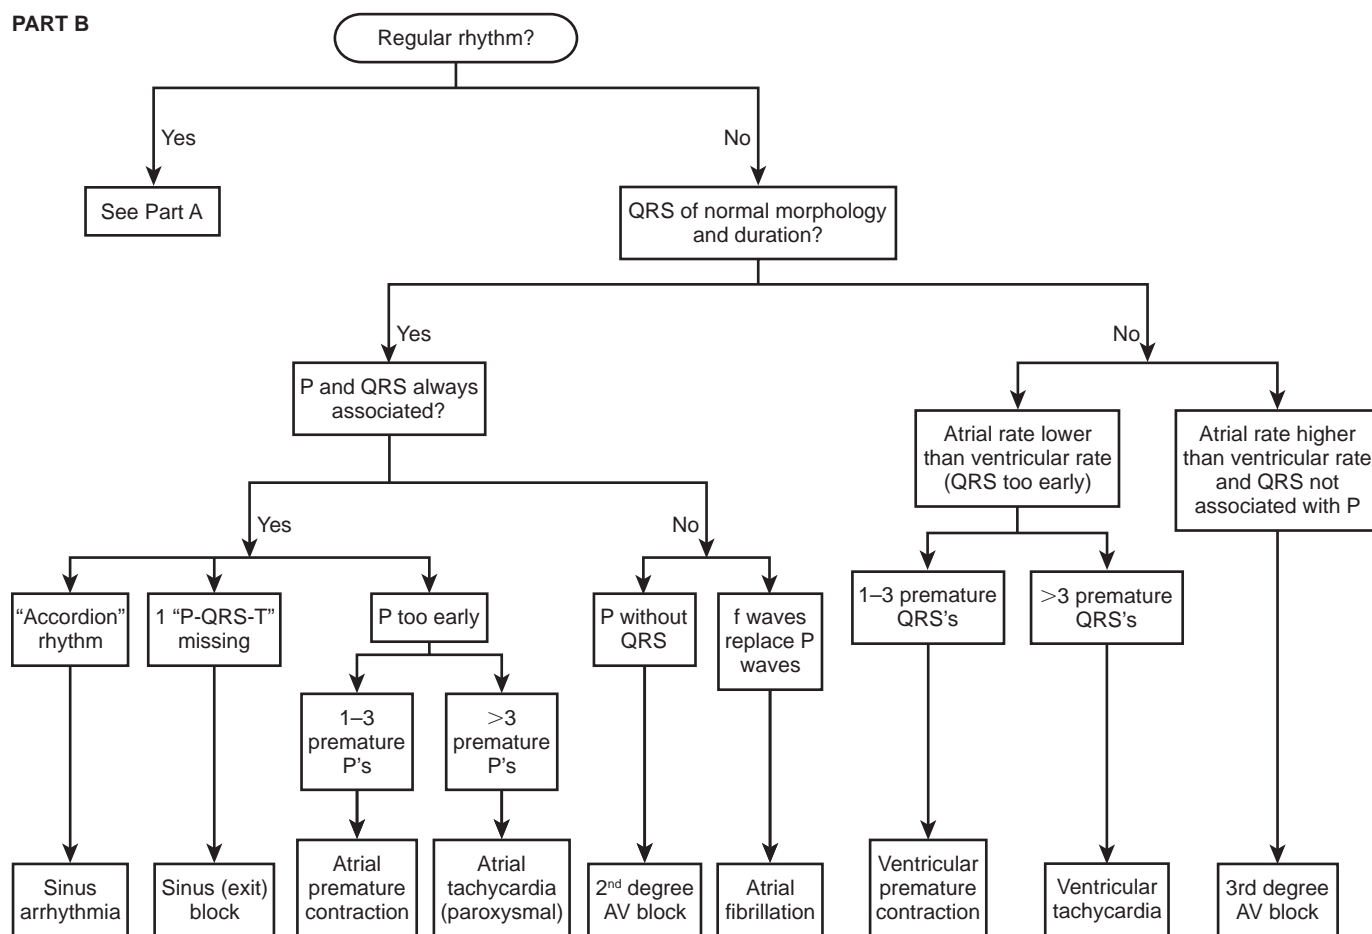 PART B
Regular rhythm?
Yes
No
See Part A
QRS of normal morphology
and duration?
Yes
No
P and QRS always
associated?
Atrial rate lower
than ventricular rate
(QRS too early)
Atrial rate higher
than ventricular rate
and QRS not
associated with P
Yes
No
“Accordion”
rhythm
1 “P-QRS-T”
missing
P too early
P without
QRS
f waves
replace P
waves
1–3 premature
QRS's
>3 premature
QRS's
1–3
premature
P's
>3
premature
P's
Sinus
arrhythmia
Sinus (exit)
block
Atrial
premature
contraction
Atrial
tachycardia
(paroxysmal)
2nd degree
AV block
Atrial
fibrillation
Ventricular
premature
contraction
Ventricular
tachycardia
3rd degree
AV block